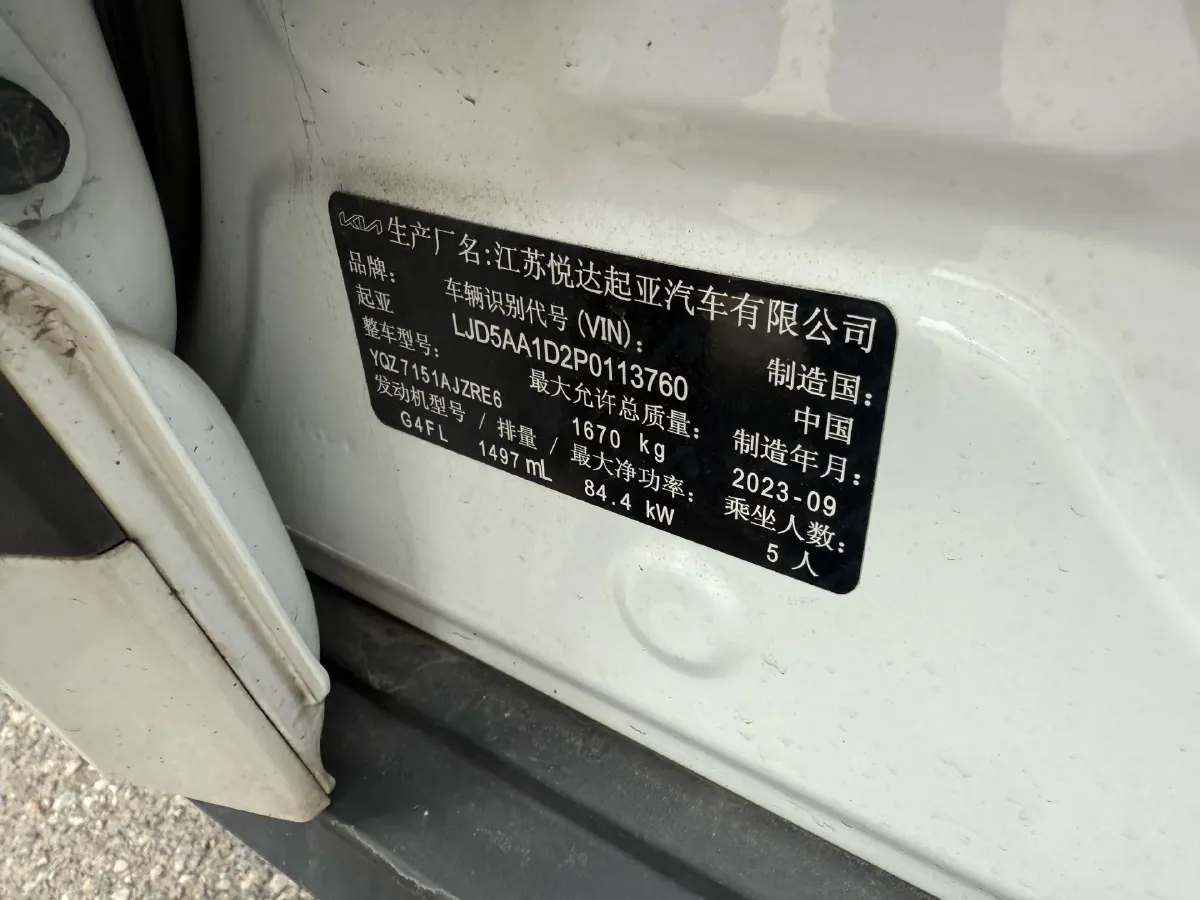 KIA 生产厂名:江苏悦达起亚汽车有限公司
品牌: 车辆识别代号(VIN): 制造国:
起亚 LJD5AA1D2P0113760 中国
整车型号: 最大允许总质量: 制造年月:
YQZ7151AJZRE6 1670 kg 2023-09
发动机型号 / 排量 / 最大净功率: 乘坐人数:
G4FL 1497 mL 84.4 kW 5 人